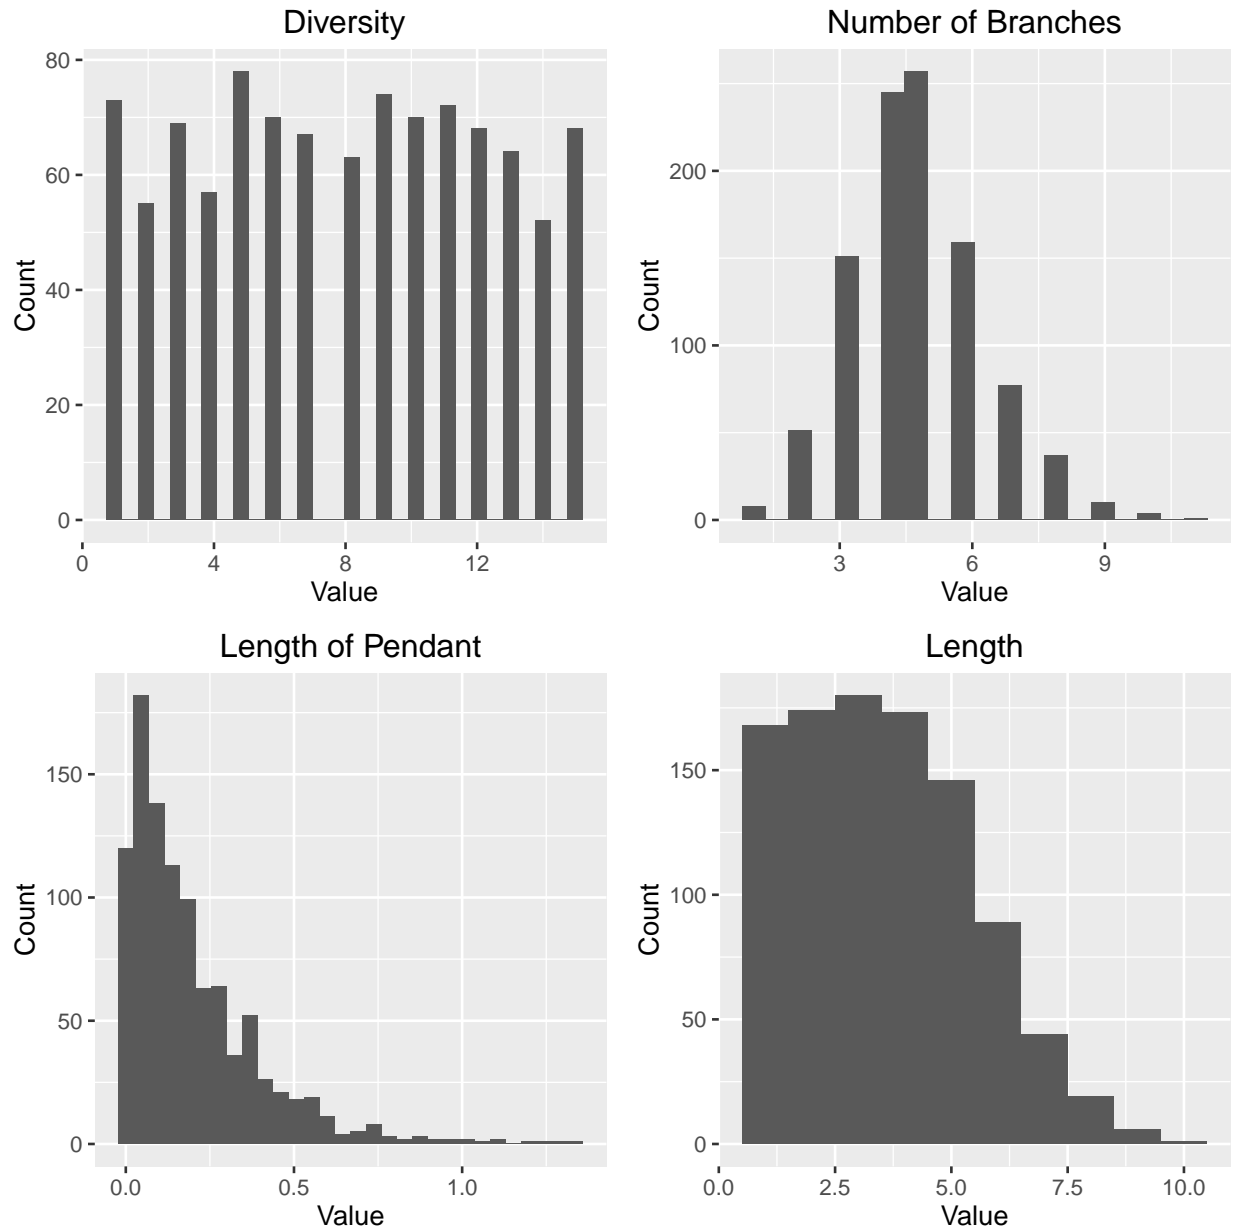 Diversity
80
60
40
20
0
Count
0 4 8 12
Value
Number of Branches
200
100
0
Count
3 6 9
Value
Length of Pendant
150
100
50
0
Count
0.0 0.5 1.0
Value
Length
150
100
50
0
Count
0.0 2.5 5.0 7.5 10.0
Value